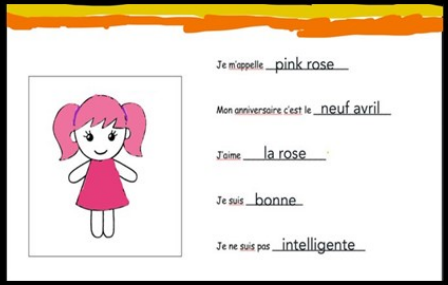 Je m'appelle pink rose
Mon anniversaire c'est le neuf avril
J'aime la rose
Je suis bonne
Je ne suis pas intelligente